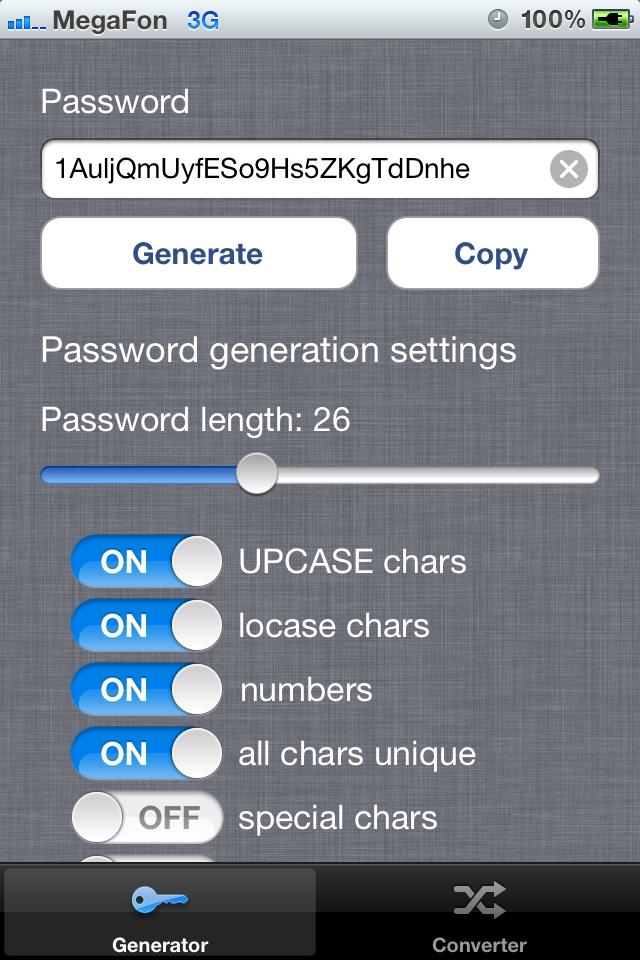 MegaFon 3G 100%
Password
1AuljQmUyfESo9Hs5ZKgTdDnhe
Generate Copy
Password generation settings
Password length: 26
ON UPCASE chars
ON locase chars
ON numbers
ON all chars unique
OFF special chars
Generator Converter